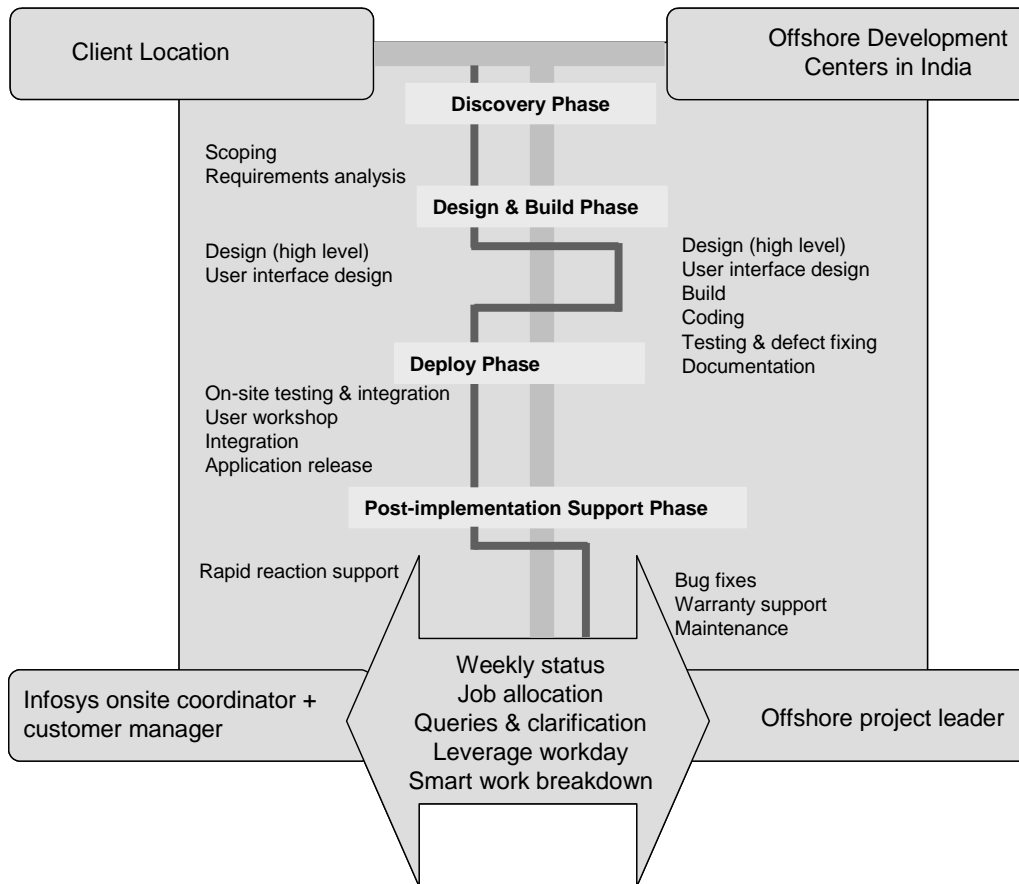 Client Location
Offshore Development
Centers in India
Discovery Phase
Scoping
Requirements analysis
Design & Build Phase
Design (high level)
User interface design
Design (high level)
User interface design
Build
Coding
Testing & defect fixing
Documentation
Deploy Phase
On-site testing & integration
User workshop
Integration
Application release
Post-implementation Support Phase
Rapid reaction support
Bug fixes
Warranty support
Maintenance
Infosys onsite coordinator +
customer manager
Weekly status
Job allocation
Queries & clarification
Leverage workday
Smart work breakdown
Offshore project leader